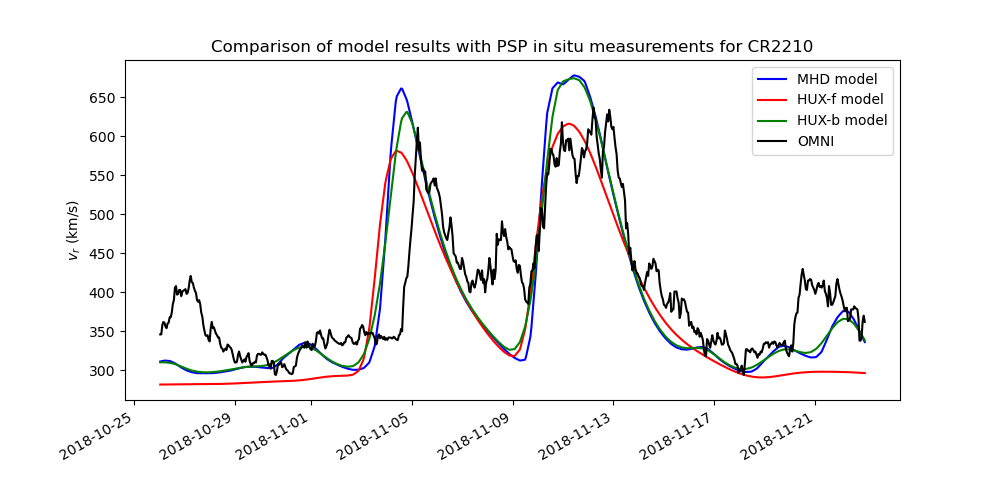 Comparison of model results with PSP in situ measurements for CR2210
MHD model
HUX-f model
HUX-b model
OMNI
650
600
550
500
450
400
350
300
v_r (km/s)
2018-10-25
2018-10-29
2018-11-01
2018-11-05
2018-11-09
2018-11-13
2018-11-17
2018-11-21